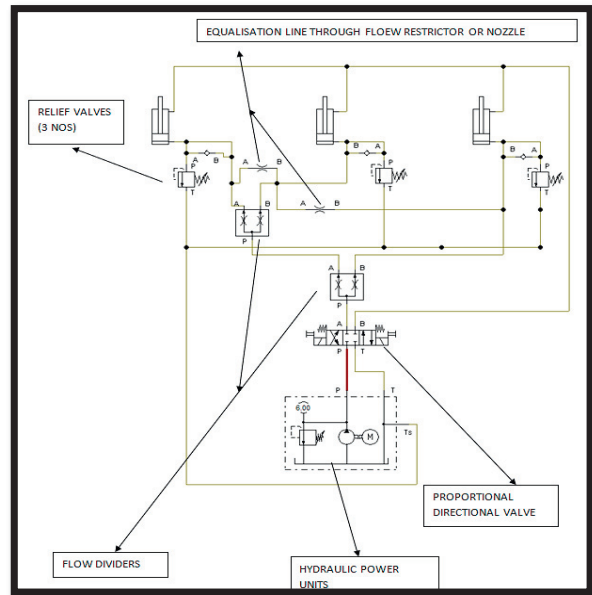 EQUALISATION LINE THROUGH FLOEW RESTRICTOR OR NOZZLE
RELIEF VALVES
(3 NOS)
A B
P
T
A B
A B
P
A B
B A
P
T
B A
P
T
A B
P
A B
P T
P T
6,00
M
Ts
PROPORTIONAL
DIRECTIONAL VALVE
FLOW DIVIDERS
HYDRAULIC POWER
UNITS